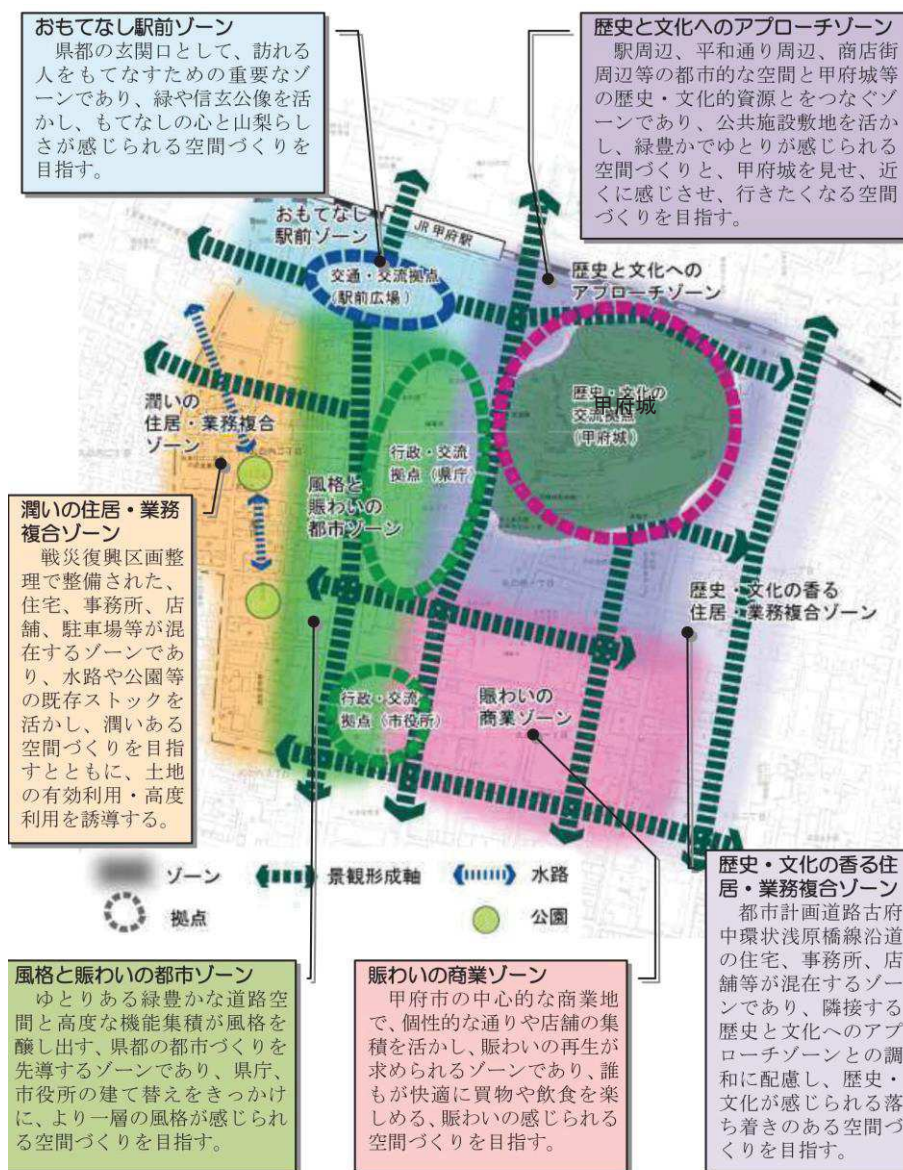 おもてなし駅前ゾーン
　県都の玄関口として、訪れる
人をもてなすための重要なゾ
ーンであり、緑や信玄公像を活
かし、もてなしの心と山梨らし
さが感じられる空間づくりを
目指す。
歴史と文化へのアプローチゾーン
　駅周辺、平和通り周辺、商店街
周辺等の都市的な空間と甲府城等
の歴史・文化的資源とをつなぐゾ
ーンであり、公共施設敷地を活か
し、緑豊かでゆとりが感じられる
空間づくりと、甲府城を見せ、近
くに感じさせ、行きたくなる空間
づくりを目指す。
おもてなし
駅前ゾーン
JR 甲府駅
交通・交流拠点
(駅前広場)
歴史と文化への
アプローチゾーン
潤いの
住居・業務複合
ゾーン
風格と
賑わいの
都市ゾーン
行政・交流
拠点（県庁）
歴史・文化の
交流拠点
(甲府城)
甲府城
歴史・文化の香る
住居・業務複合ゾーン
行政・交流
拠点（市役所）
賑わいの
商業ゾーン
潤いの住居・業務
複合ゾーン
　戦災復興区画整
理で整備された、
住宅、事務所、店
舗、駐車場等が混
在するゾーンであ
り、水路や公園等
の既存ストックを
活かし、潤いある
空間づくりを目指
すとともに、土地
の有効利用・高度
利用を誘導する。
ゾーン
景観形成軸
水路
拠点
公園
風格と賑わいの都市ゾーン
　ゆとりある緑豊かな道路空
間と高度な機能集積が風格を
醸し出す、県都の都市づくりを
先導するゾーンであり、県庁、
市役所の建て替えをきっかけ
に、より一層の風格が感じられ
る空間づくりを目指す。
賑わいの商業ゾーン
　甲府市の中心的な商業地
で、個性的な通りや店舗の集
積を活かし、賑わいの再生が
求められるゾーンであり、誰
もが快適に買物や飲食を楽
しめる、賑わいの感じられる
空間づくりを目指す。
歴史・文化の香る住
居・業務複合ゾーン
　都市計画道路古府
中環状浅原橋線沿道
の住宅、事務所、店
舗等が混在するゾー
ンであり、隣接する
歴史と文化へのアプ
ローチゾーンとの調
和に配慮し、歴史・
文化が感じられる落
ち着きのある空間づ
くりを目指す。